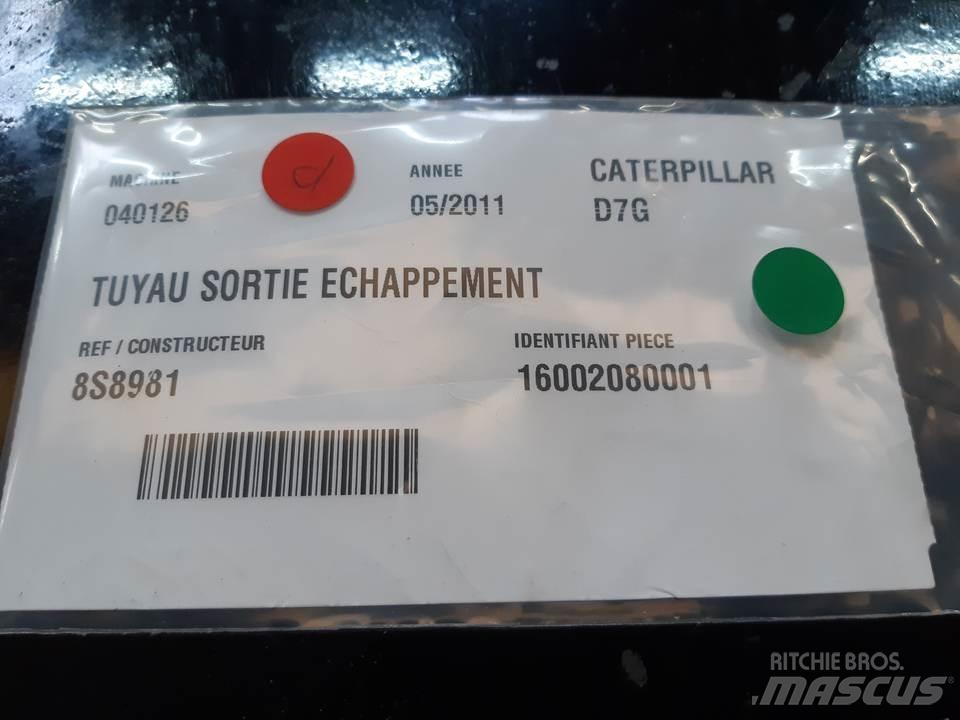 MACHINE
ANNEE
CATERPILLAR
040126
05/2011
D7G
TUYAU SORTIE ECHAPPEMENT
REF / CONSTRUCTEUR
IDENTIFIANT PIECE
8S8981
16002080001
RITCHIE BROS.
MASCUS